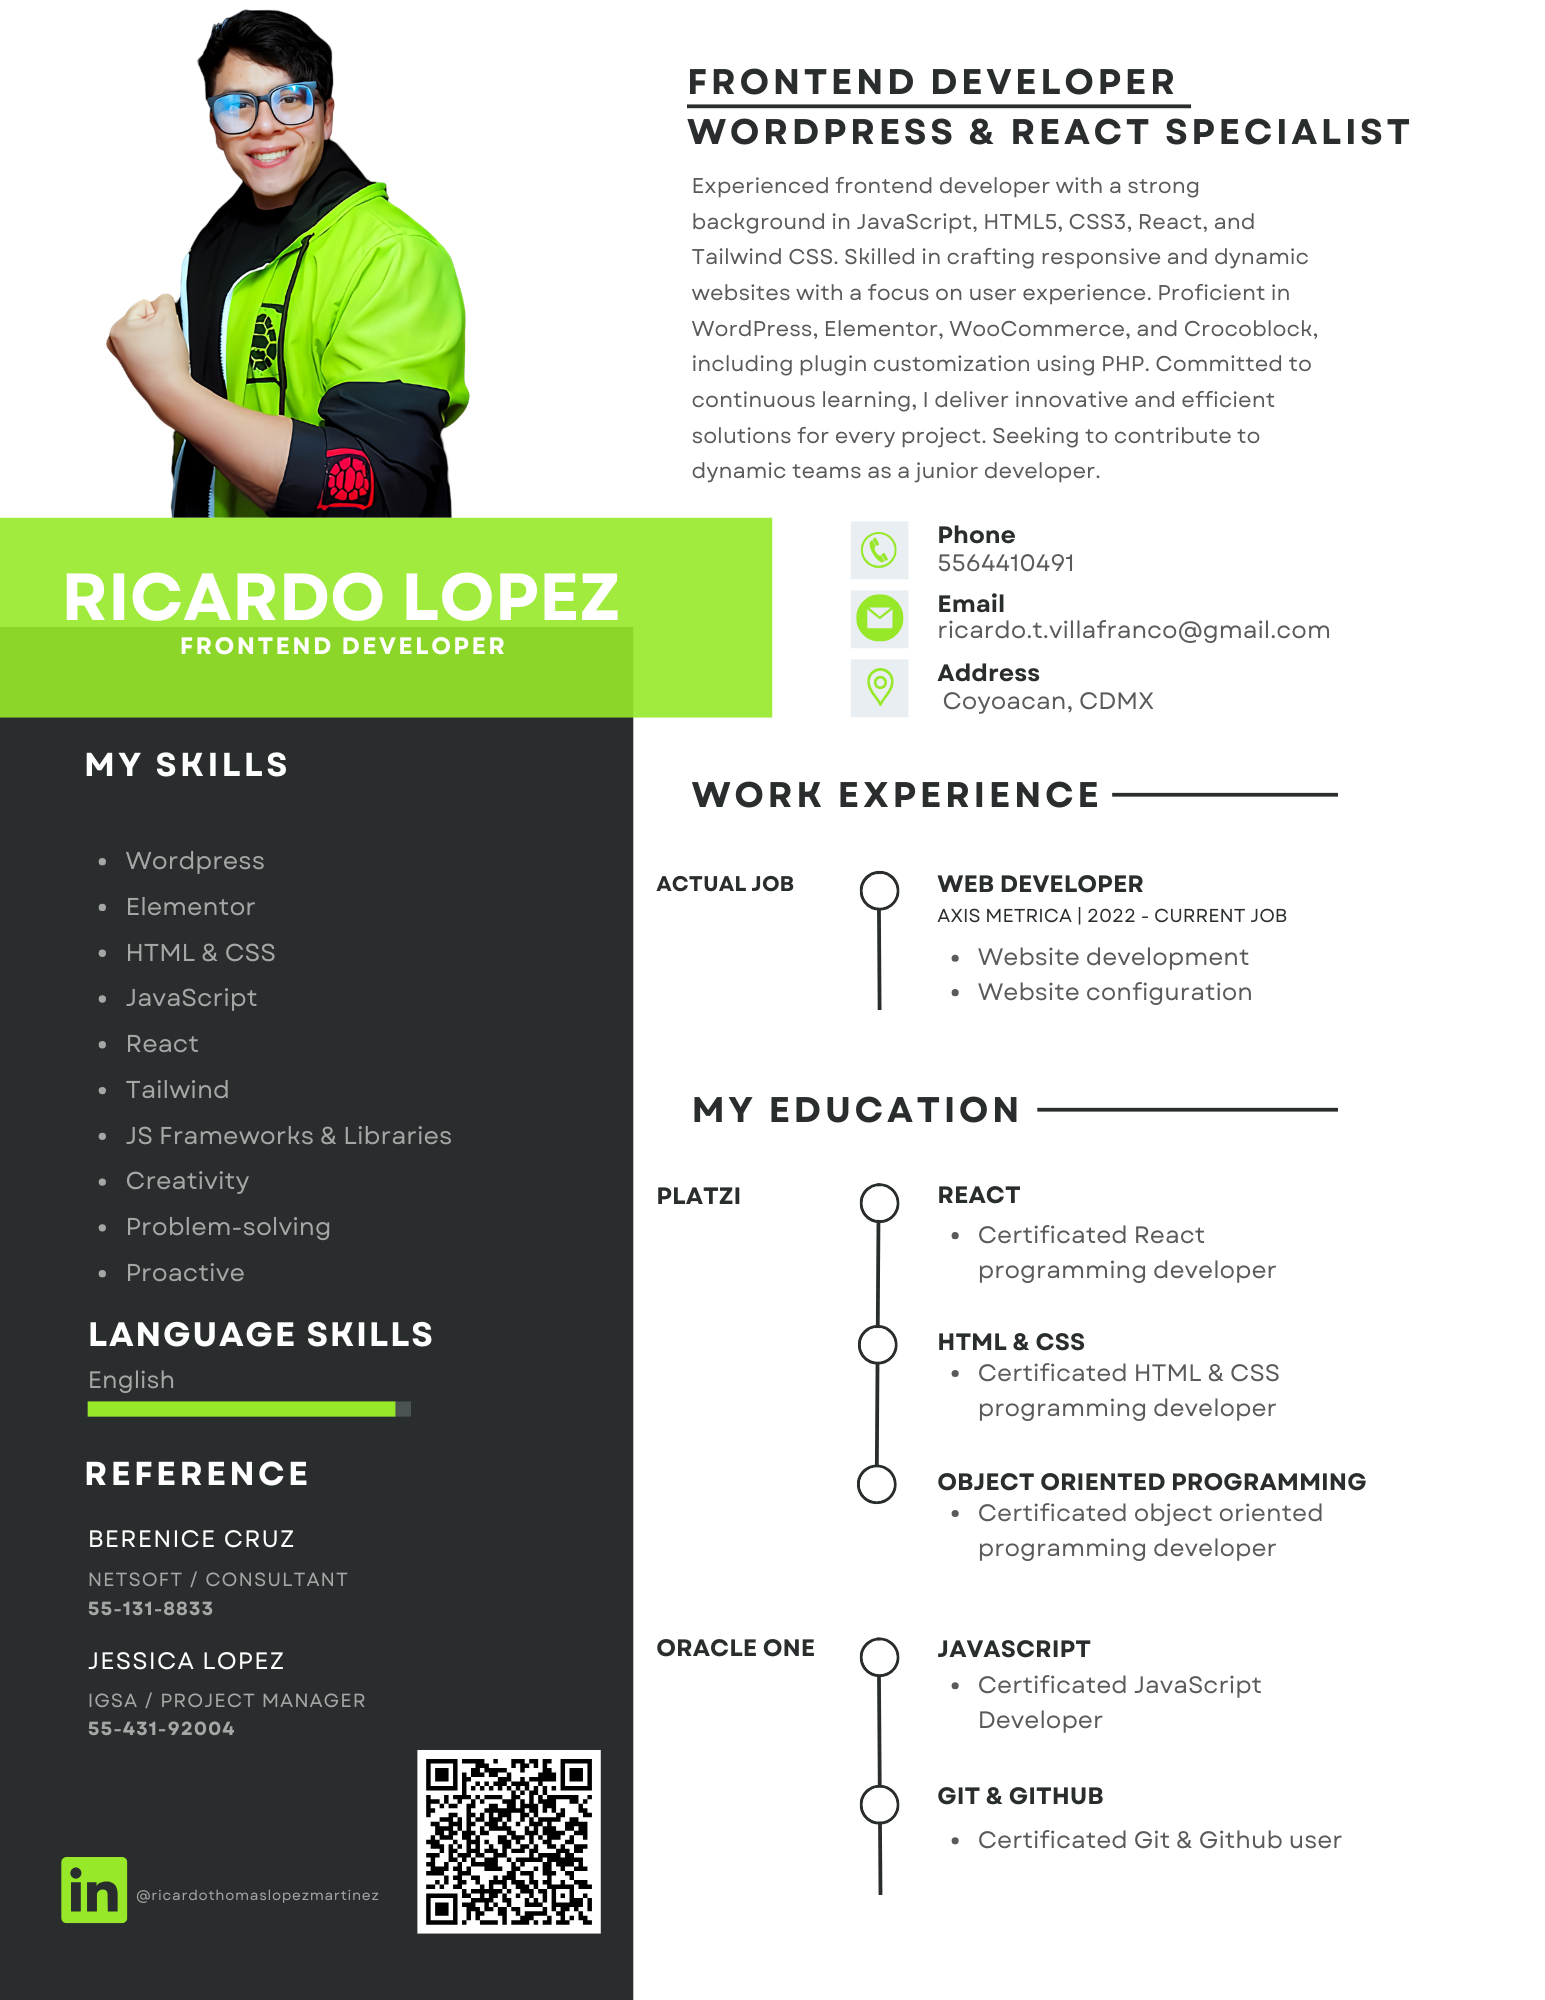 FRONTEND DEVELOPER
WORDPRESS & REACT SPECIALIST
Experienced frontend developer with a strong
background in JavaScript, HTML5, CSS3, React, and
Tailwind CSS. Skilled in crafting responsive and dynamic
websites with a focus on user experience. Proficient in
WordPress, Elementor, WooCommerce, and Crocoblock,
including plugin customization using PHP. Committed to
continuous learning, I deliver innovative and efficient
solutions for every project. Seeking to contribute to
dynamic teams as a junior developer.
RICARDO LOPEZ
FRONTEND DEVELOPER
Phone
5564410491
Email
ricardo.t.villafranco@gmail.com
Address
Coyoacan, CDMX
MY SKILLS
• Wordpress
• Elementor
• HTML & CSS
• JavaScript
• React
• Tailwind
• JS Frameworks & Libraries
• Creativity
• Problem-solving
• Proactive
LANGUAGE SKILLS
English
REFERENCE
BERENICE CRUZ
NETSOFT / CONSULTANT
55-131-8833
JESSICA LOPEZ
IGSA / PROJECT MANAGER
55-431-92004
in
@ricardothomaslopezmartinez
WORK EXPERIENCE
ACTUAL JOB
WEB DEVELOPER
AXIS METRICA | 2022 - CURRENT JOB
• Website development
• Website configuration
MY EDUCATION
PLATZI
REACT
• Certificated React
programming developer
HTML & CSS
• Certificated HTML & CSS
programming developer
OBJECT ORIENTED PROGRAMMING
• Certificated object oriented
programming developer
ORACLE ONE
JAVASCRIPT
• Certificated JavaScript
Developer
GIT & GITHUB
• Certificated Git & Github user